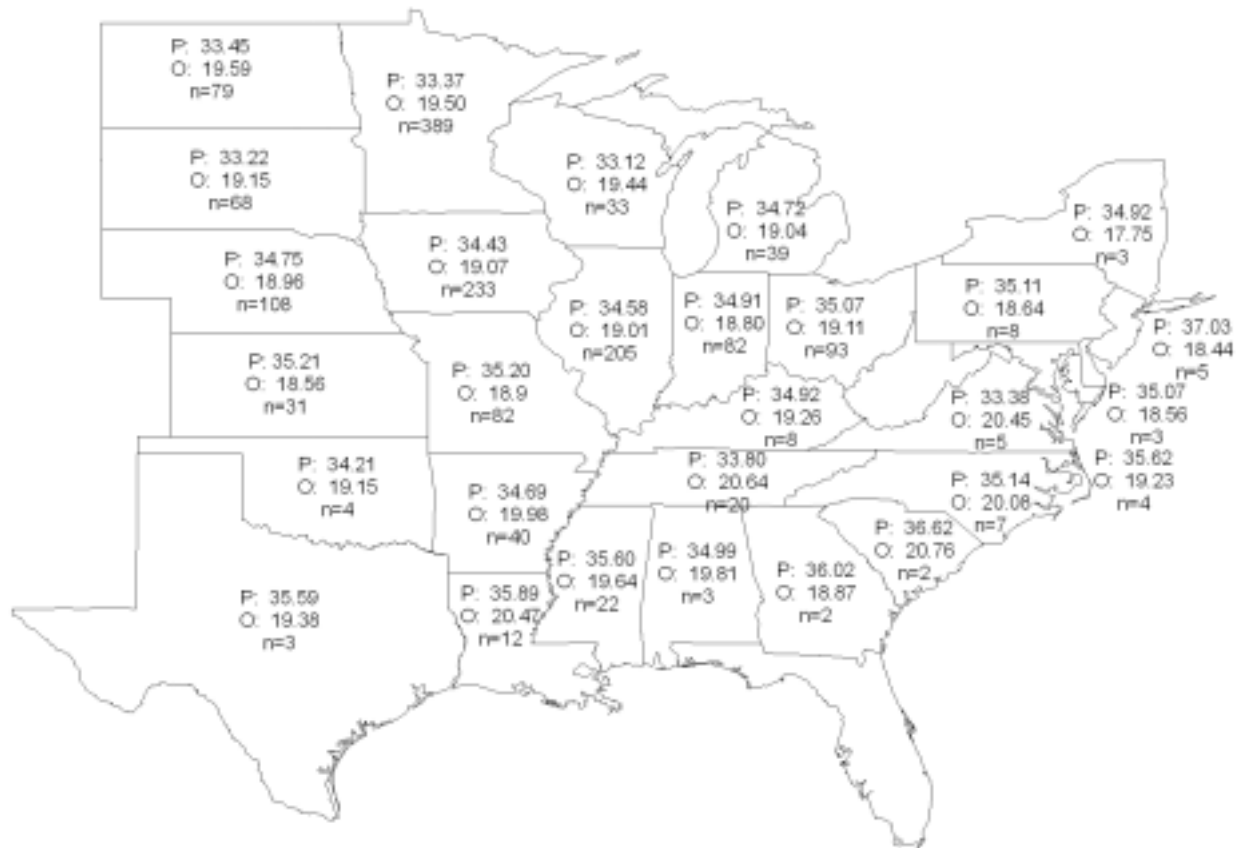 P: 33.45
O: 19.59
n=79
P: 33.37
O: 19.50
n=389
P: 33.22
O: 19.15
n=68
P: 33.12
O: 19.44
n=33
P: 34.72
O: 19.04
n=39
P: 34.92
O: 17.75
n=3
P: 34.75
O: 18.96
n=108
P: 34.43
O: 19.07
n=233
P: 34.58
O: 19.01
n=205
P: 34.91
O: 18.80
n=82
P: 35.07
O: 19.11
n=93
P: 35.11
O: 18.64
n=8
P: 37.03
O: 18.44
n=5
P: 35.21
O: 18.56
n=31
P: 35.20
O: 18.9
n=82
P: 34.92
O: 19.26
n=8
P: 33.38
O: 20.45
n=5
P: 35.07
O: 18.56
n=3
P: 34.21
O: 19.15
n=4
P: 34.69
O: 19.98
n=40
P: 33.80
O: 20.64
n=20
P: 35.14
O: 20.08
n=7
P: 35.62
O: 19.23
n=4
P: 35.59
O: 19.38
n=3
P: 35.89
O: 20.47
n=12
P: 35.60
O: 19.64
n=22
P: 34.99
O: 19.81
n=3
P: 36.02
O: 18.87
n=2
P: 36.62
O: 20.76
n=2